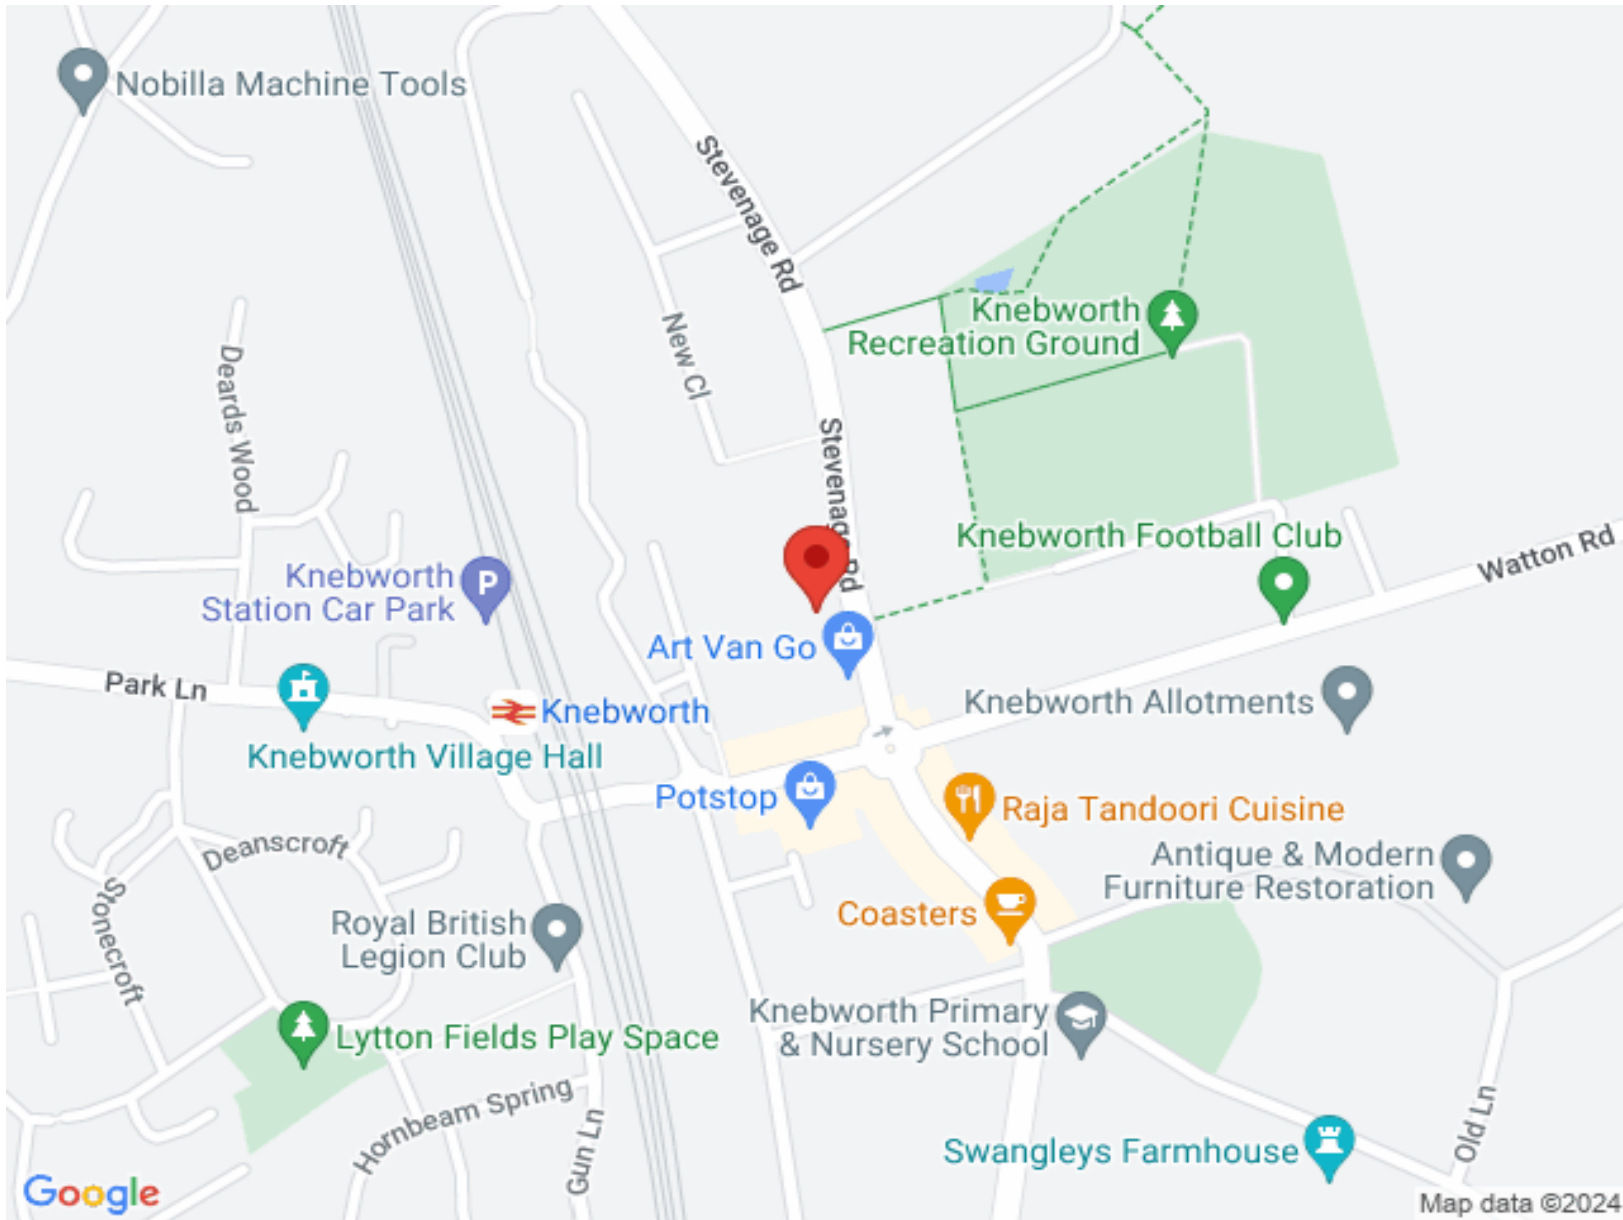 Nobilla Machine Tools
Stevenage Rd
Knebworth
Recreation Ground
New Cl
Deards Wood
Stevenage Rd
Knebworth Football Club
Watton Rd
Knebworth
Station Car Park
Art Van Go
Park Ln
Knebworth
Knebworth Allotments
Knebworth Village Hall
Potstop
Raja Tandoori Cuisine
Deanscroft
Antique & Modern
Furniture Restoration
Stonecroft
Coasters
Royal British
Legion Club
Knebworth Primary
& Nursery School
Lytton Fields Play Space
Hornbeam Spring
Gun Ln
Old Ln
Swangleys Farmhouse
Google
Map data ©2024
P